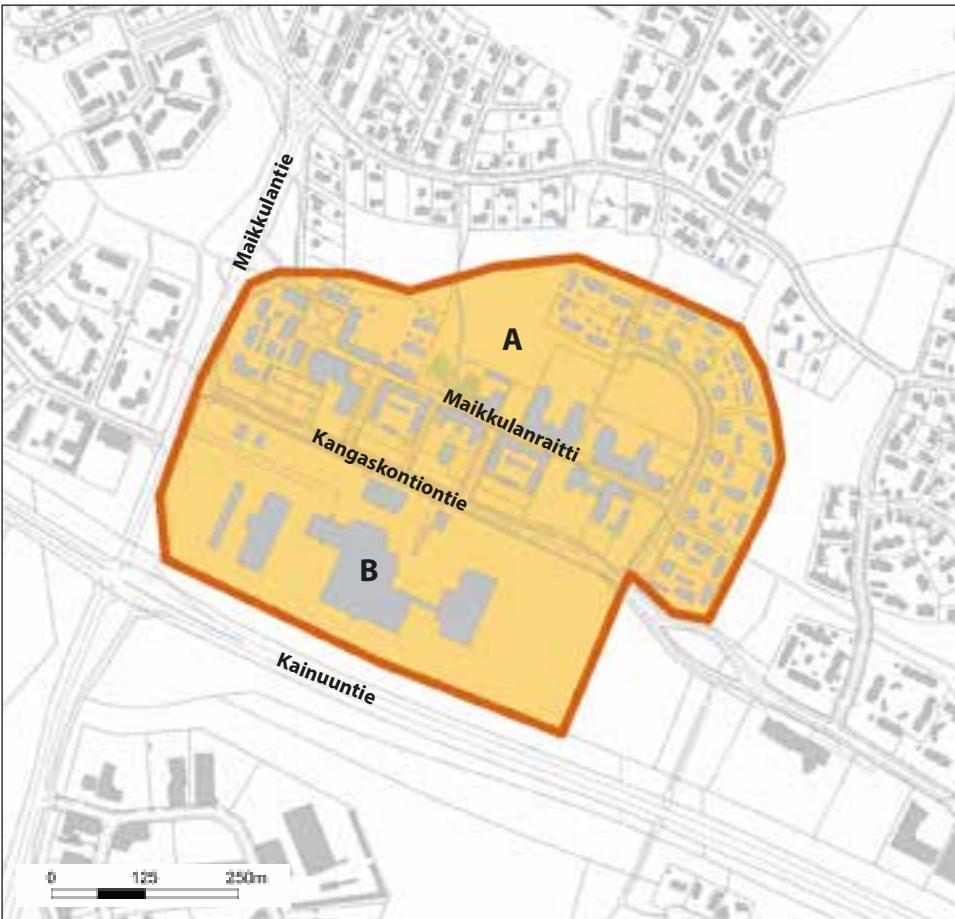 Maikkulantie
A
Maikkulanraitti
Kangaskontiontie
B
Kainuuntie
0 125 250m